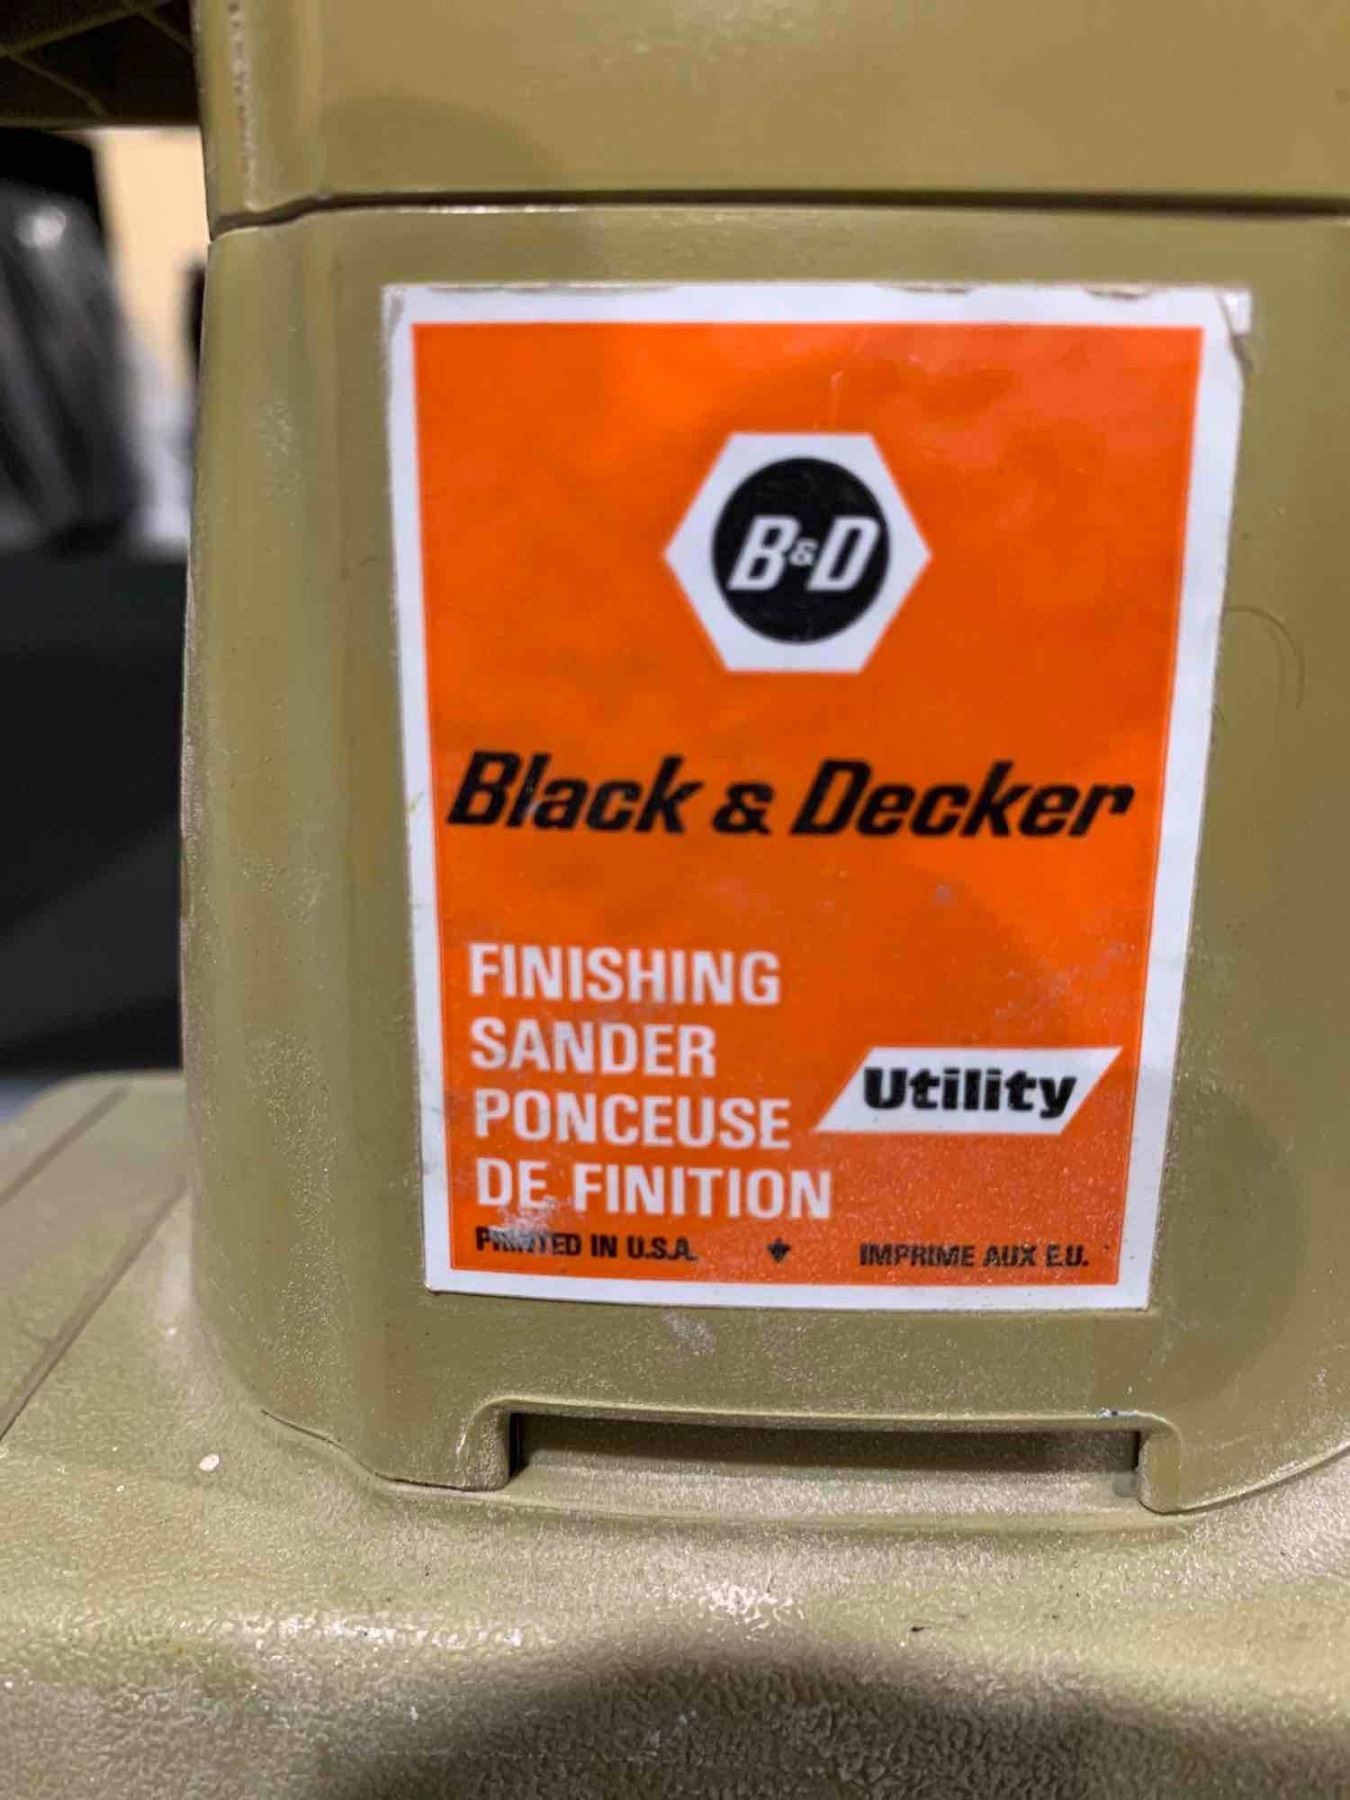 B&D
Black & Decker
FINISHING
SANDER
PONCEUSE
DE FINITION
Utility
PRINTED IN U.S.A.
IMPRIME AUX E.U.